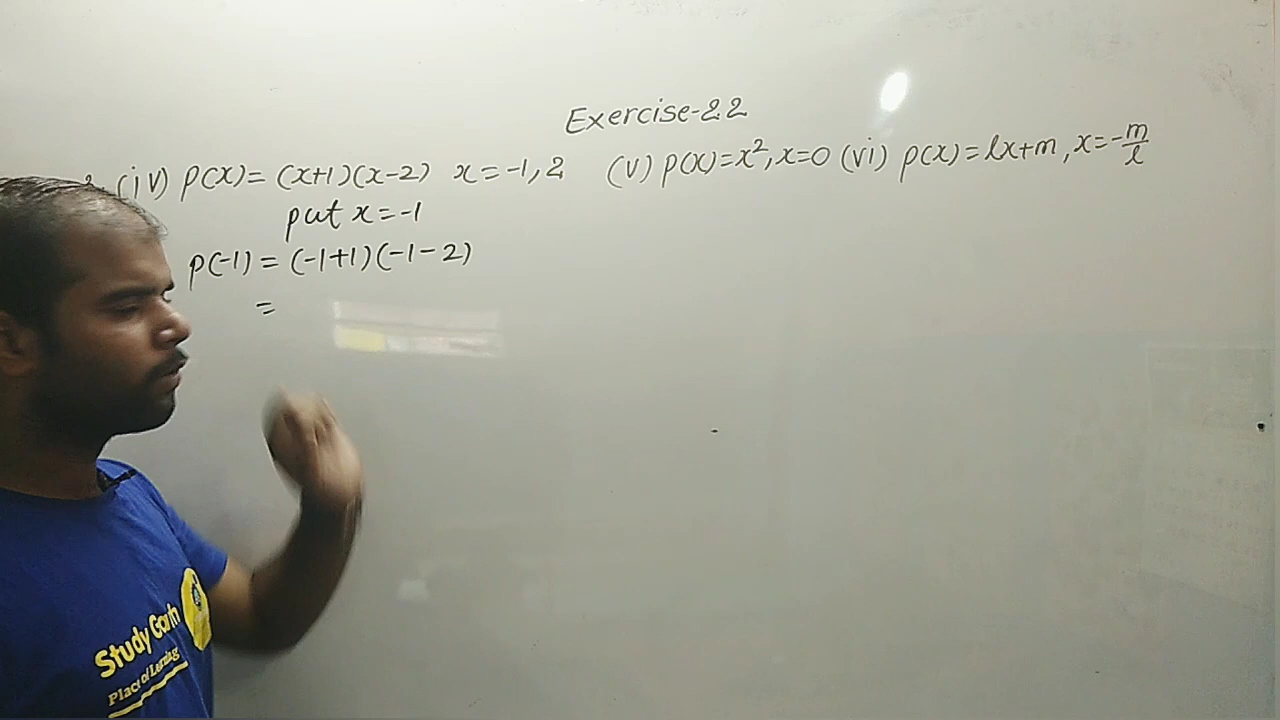 Exercise-2.2
(iv) p(x)= (x+1)(x-2) x=-1,2 (v) p(x)=x²,x=0 (vi) p(x)=lx+m,x=-m/l
put x=-1
p(-1)= (-1+1)(-1-2)
=
Study
Place of Learning